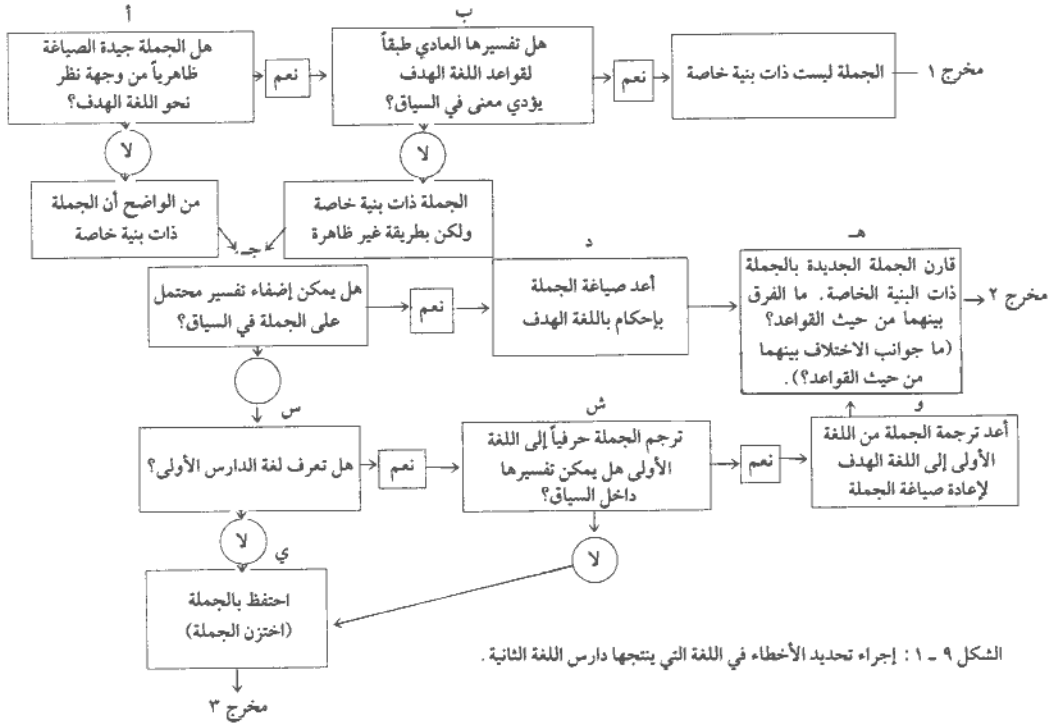 أ
هل الجملة جيدة الصياغة
ظاهرياً من وجهة نظر
نحو اللغة الهدف؟
نعم
ب
هل تفسيرها العادي طبقاً
لقواعد اللغة الهدف
يؤدي معنى في السياق؟
نعم
الجملة ليست ذات بنية خاصة
مخرج ١
لا
لا
من الواضح أن الجملة
ذات بنية خاصة
الجملة ذات بنية خاصة
ولكن بطريقة غير ظاهرة
جـ
هل يمكن إضفاء تفسير محتمل
على الجملة في السياق؟
نعم
د
أعد صياغة الجملة
بإحكام باللغة الهدف
هـ
قارن الجملة الجديدة بالجملة
ذات البنية الخاصة. ما الفرق
بينهما من حيث القواعد؟
(ما جوانب الاختلاف بينهما
من حيث القواعد؟).
مخرج ٢
س
هل تعرف لغة الدارس الأولى؟
نعم
ش
ترجم الجملة حرفياً إلى اللغة
الأولى هل يمكن تفسيرها
داخل السياق؟
نعم
و
أعد ترجمة الجملة من اللغة
الأولى إلى اللغة الهدف
لإعادة صياغة الجملة
لا
لا
ي
احتفظ بالجملة
(اختزن الجملة)
مخرج ٣
الشكل ٩ ـ ١ : إجراء تحديد الأخطاء في اللغة التي ينتجها دارس اللغة الثانية.